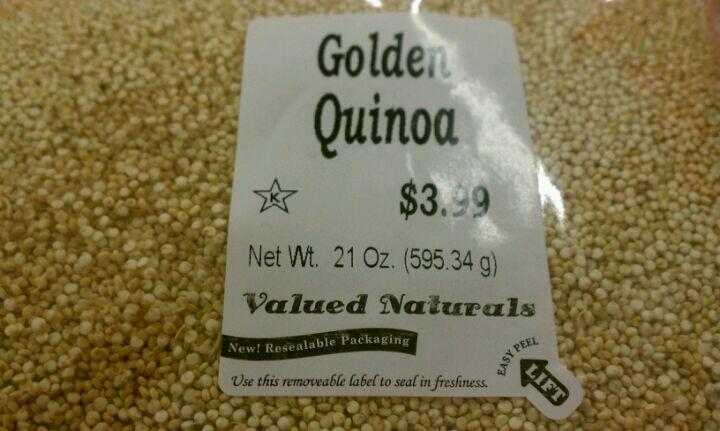 Golden
Quinoa
K
$3.99
Net Wt. 21 Oz. (595.34 g)
Valued Naturals
New! Resealable Packaging
EASY PEEL
LIFT
Use this removeable label to seal in freshness.